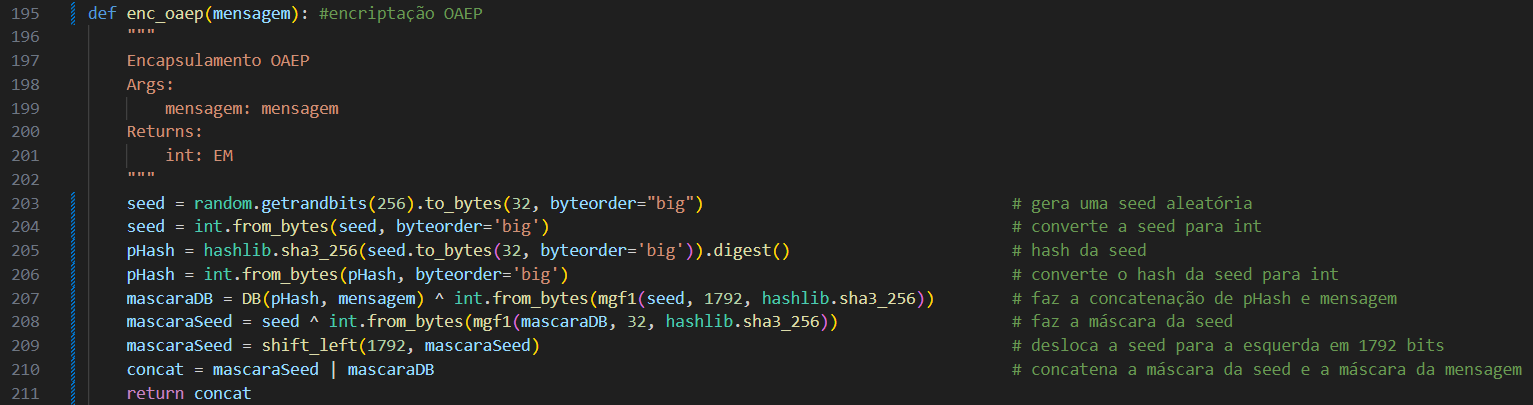 195 def enc_oaep(mensagem): #encriptação OAEP
196 """
197 Encapsulamento OAEP
198 Args:
199 mensagem: mensagem
200 Returns:
201 int: EM
202 """
203 seed = random.getrandbits(256).to_bytes(32, byteorder="big") # gera uma seed aleatória
204 seed = int.from_bytes(seed, byteorder='big') # converte a seed para int
205 pHash = hashlib.sha3_256(seed.to_bytes(32, byteorder='big')).digest() # hash da seed
206 pHash = int.from_bytes(pHash, byteorder='big') # converte o hash da seed para int
207 mascaraDB = DB(pHash, mensagem) ^ int.from_bytes(mgf1(seed, 1792, hashlib.sha3_256)) # faz a concatenação de pHash e mensagem
208 mascaraSeed = seed ^ int.from_bytes(mgf1(mascaraDB, 32, hashlib.sha3_256)) # faz a máscara da seed
209 mascaraSeed = shift_left(1792, mascaraSeed) # desloca a seed para a esquerda em 1792 bits
210 concat = mascaraSeed | mascaraDB # concatena a máscara da seed e a máscara da mensagem
211 return concat